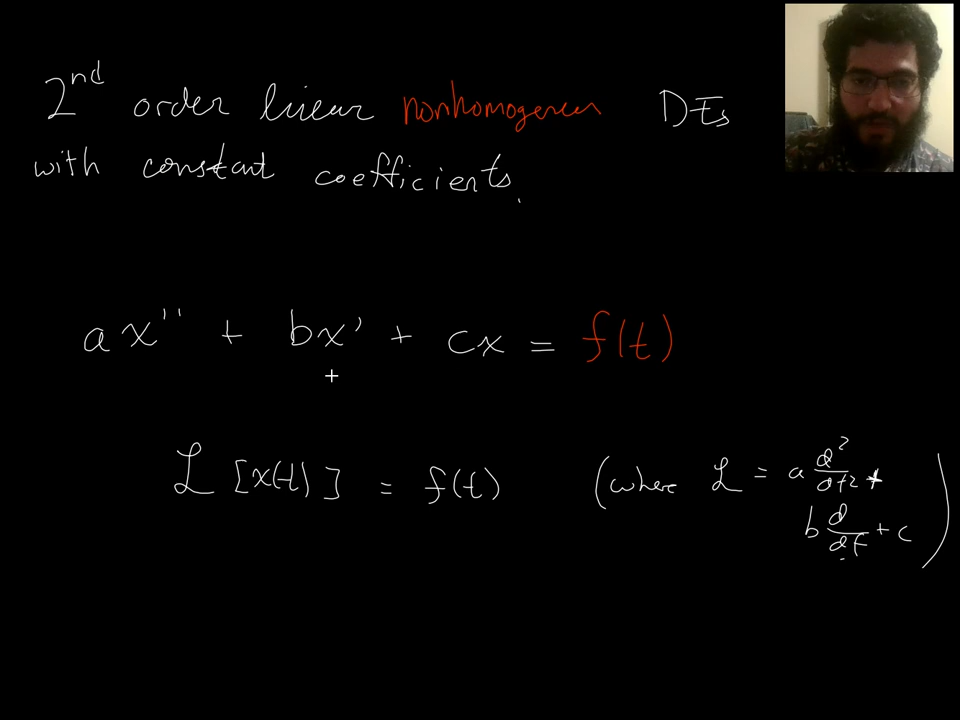 2nd order linear nonhomogeneous DEs
with constant coefficients.
ax'' + bx' + cx = f(t)
ℒ[x(t)] = f(t) (where ℒ = a d²/dt² +
b d/dt + c)